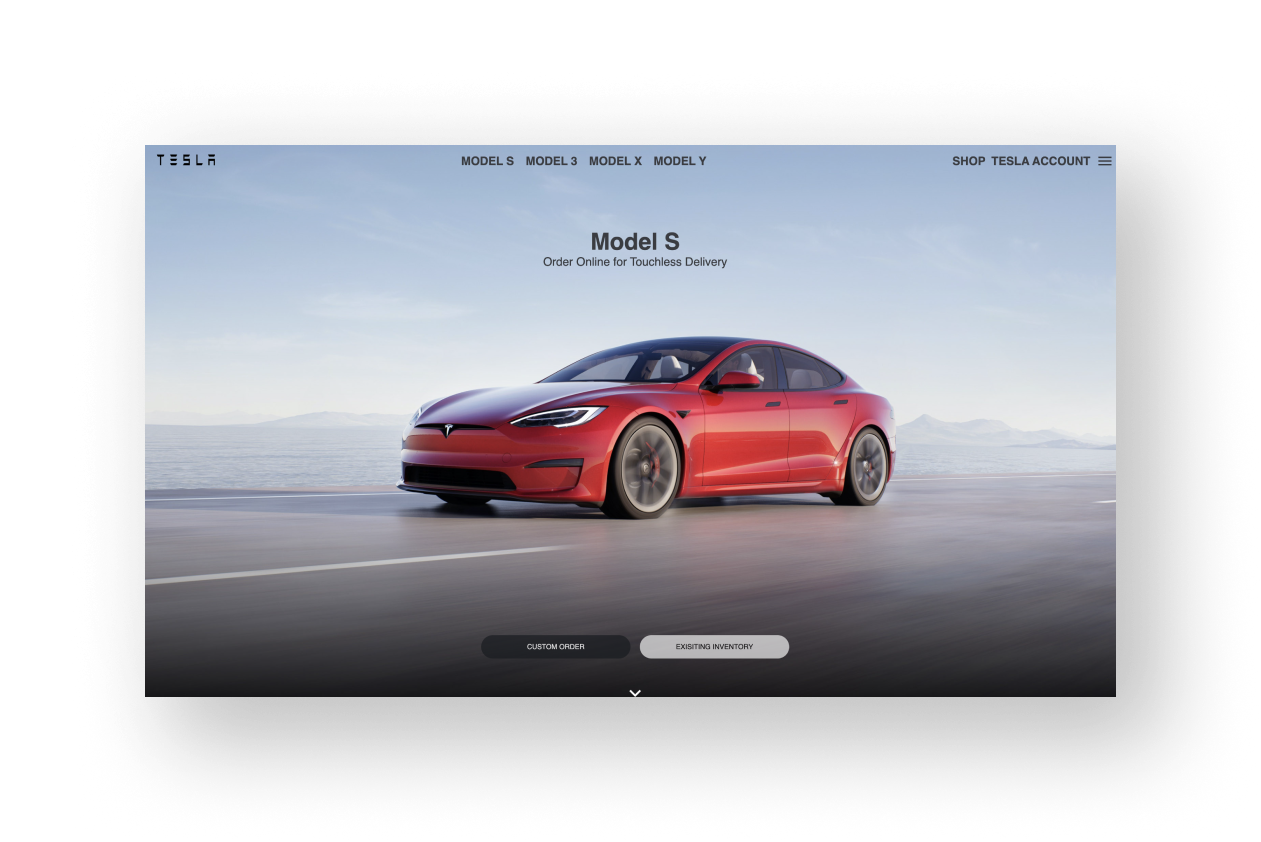 TESLA MODEL S MODEL 3 MODEL X MODEL Y SHOP TESLA ACCOUNT
Model S
Order Online for Touchless Delivery
CUSTOM ORDER EXISITING INVENTORY